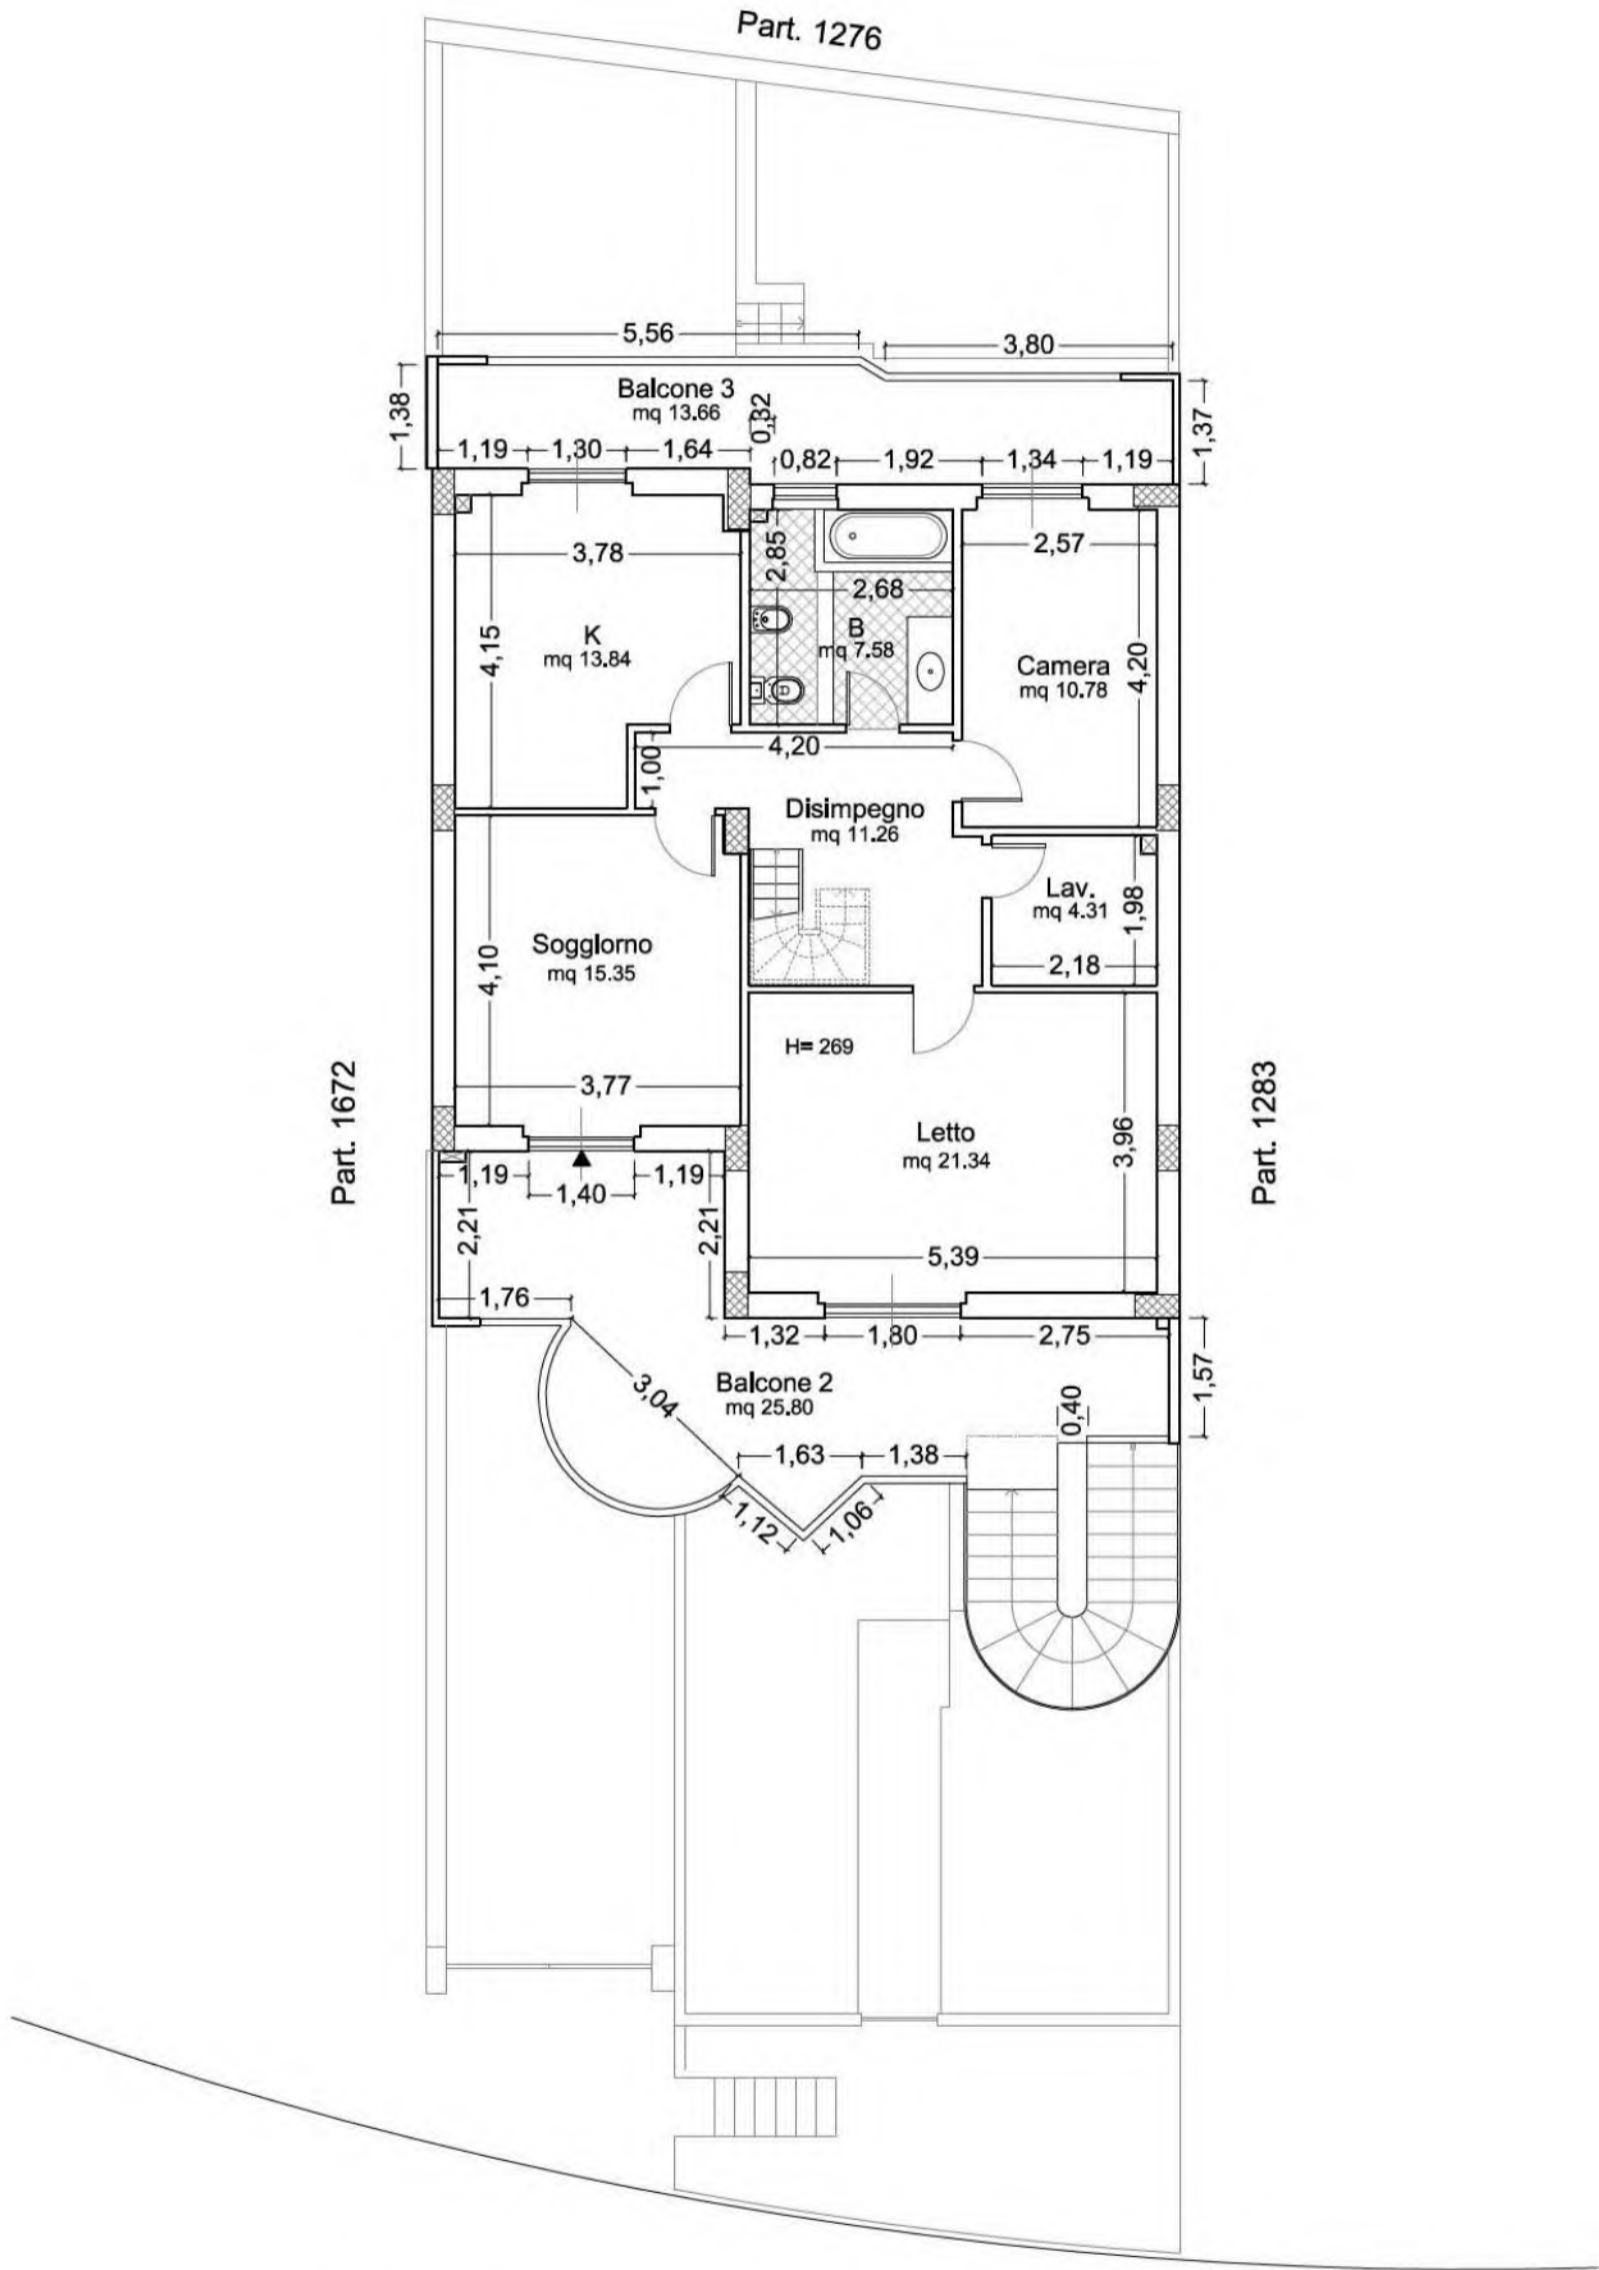 Part. 1276
5,56
3,80
Balcone 3
mq 13.66
1,38
0,32
1,37
1,19
1,30
1,64
0,82
1,92
1,34
1,19
3,78
2,85
2,57
2,68
K
mq 13.84
4,15
B
mq 7.58
Camera
mq 10.78
4,20
4,20
1,00
Disimpegno
mq 11.26
Lav.
mq 4.31
1,98
2,18
Soggiorno
mq 15.35
4,10
3,77
H= 269
Part. 1672
Part. 1283
Letto
mq 21.34
3,96
5,39
1,19
1,40
1,19
2,21
2,21
1,76
1,32
1,80
2,75
1,57
3,04
Balcone 2
mq 25.80
0,40
1,63
1,38
1,12
1,06